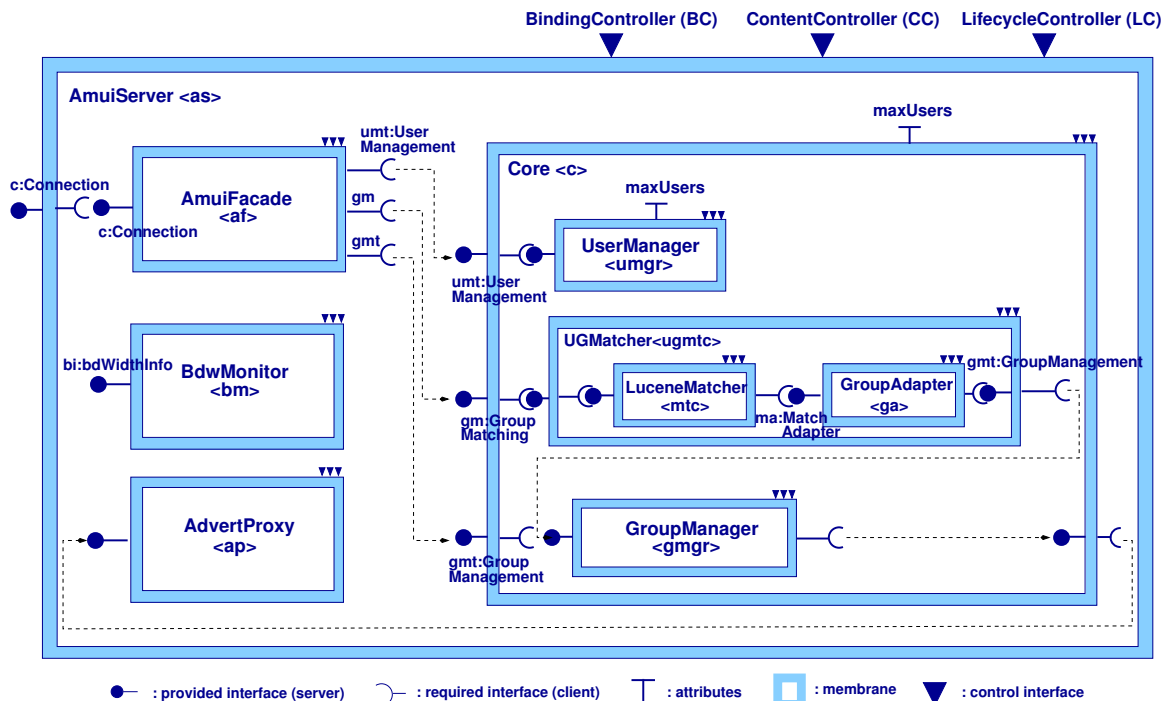 BindingController (BC)
ContentController (CC)
LifecycleController (LC)
AmuiServer <as>
maxUsers
umt:User
Management
Core <c>
c:Connection
AmuiFacade
<af>
gm
maxUsers
c:Connection
gmt
UserManager
<umgr>
umt:User
Management
bi:bdWidthInfo
BdwMonitor
<bm>
UGMatcher<ugmtc>
gmt:GroupManagement
LuceneMatcher
<mtc>
GroupAdapter
<ga>
gm:Group
Matching
ma:Match
Adapter
AdvertProxy
<ap>
GroupManager
<gmgr>
gmt:Group
Management
: provided interface (server)
: required interface (client)
: attributes
: membrane
: control interface